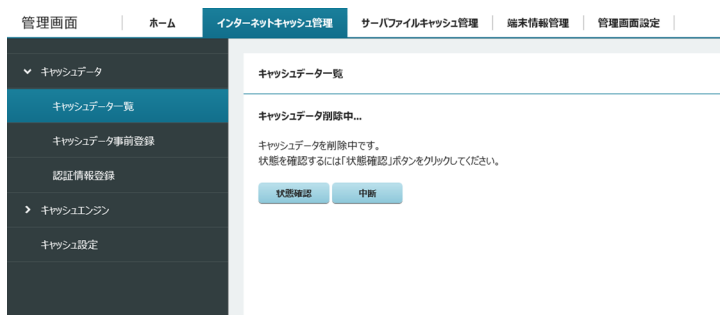 管理画面
ホーム
インターネットキャッシュ管理
サーバファイルキャッシュ管理
端末情報管理
管理画面設定
キャッシュデータ
キャッシュデータ一覧
キャッシュデータ事前登録
認証情報登録
キャッシュエンジン
キャッシュ設定
キャッシュデータ一覧
キャッシュデータ削除中...
キャッシュデータを削除中です。
状態を確認するには「状態確認」ボタンをクリックしてください。
状態確認
中断